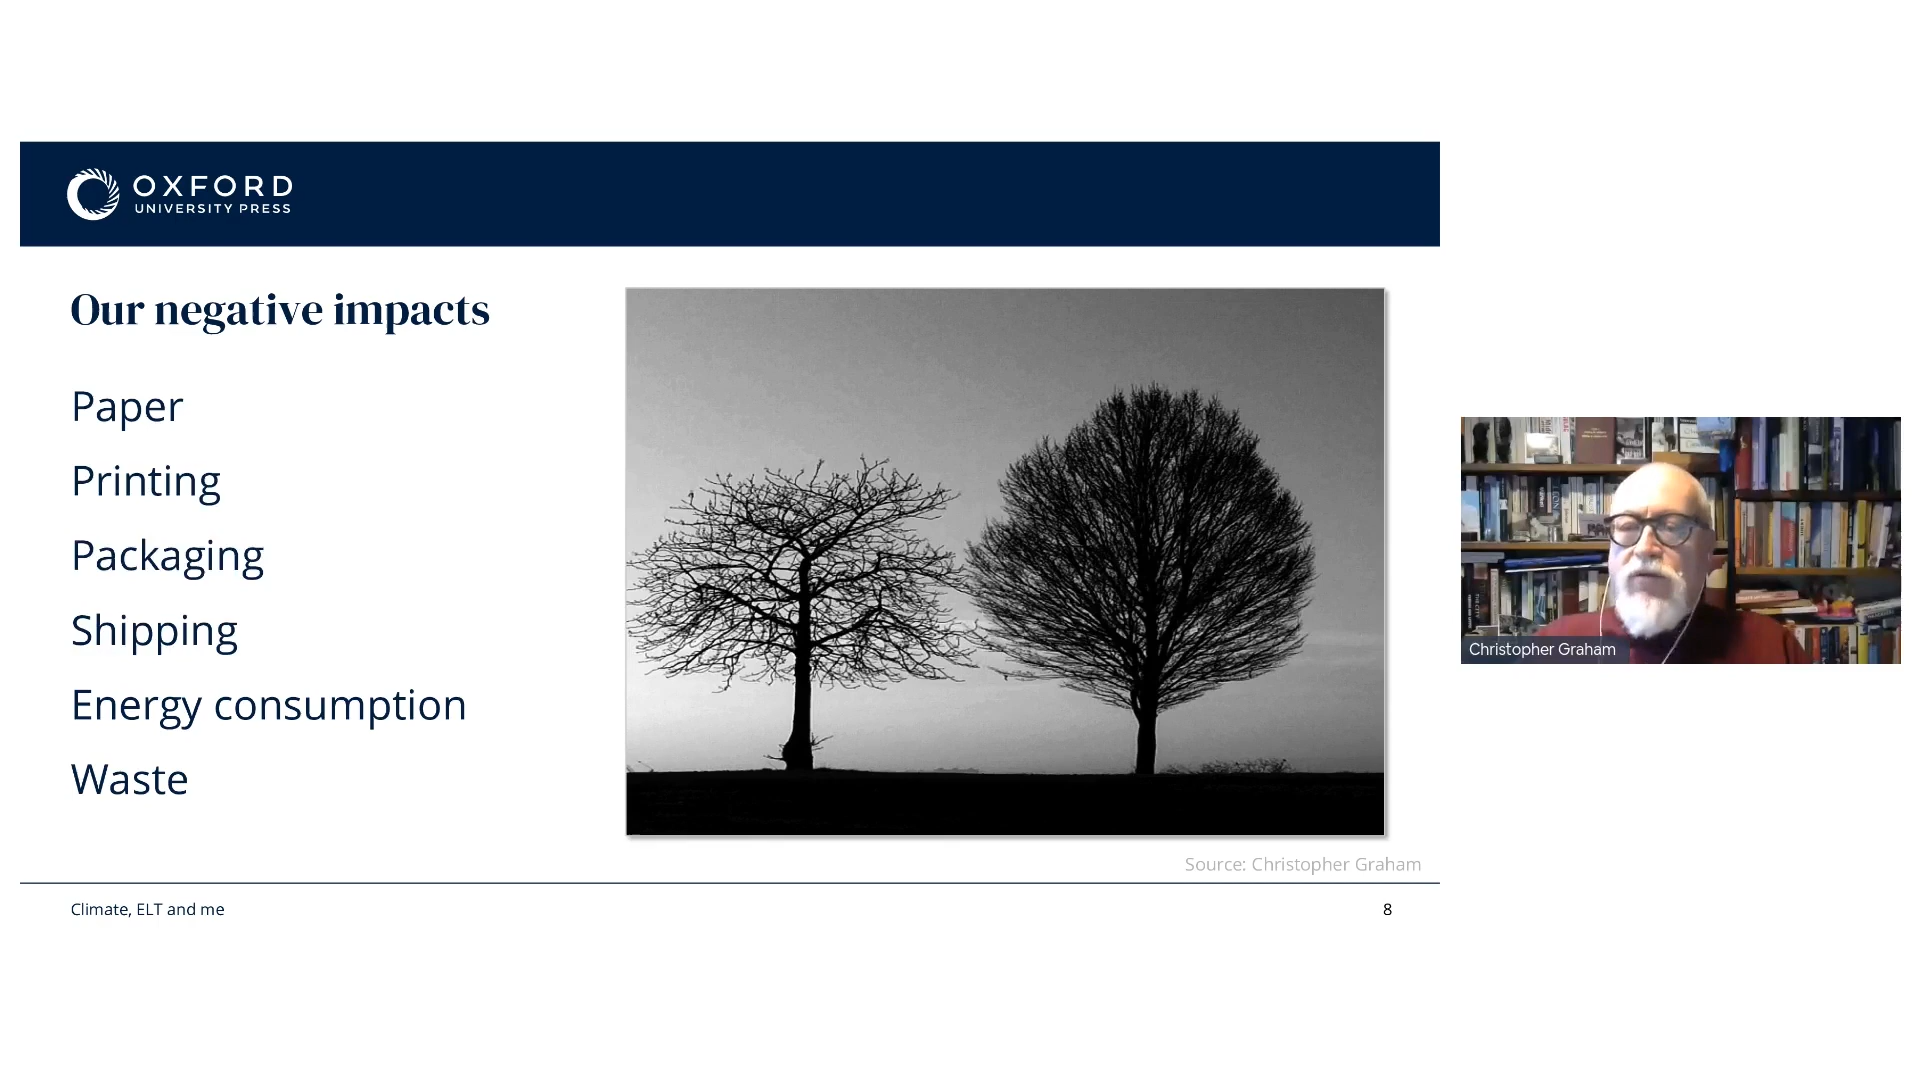 OXFORD
UNIVERSITY PRESS
Our negative impacts
Paper
Printing
Packaging
Shipping
Energy consumption
Waste
Source: Christopher Graham
Climate, ELT and me
8
Christopher Graham